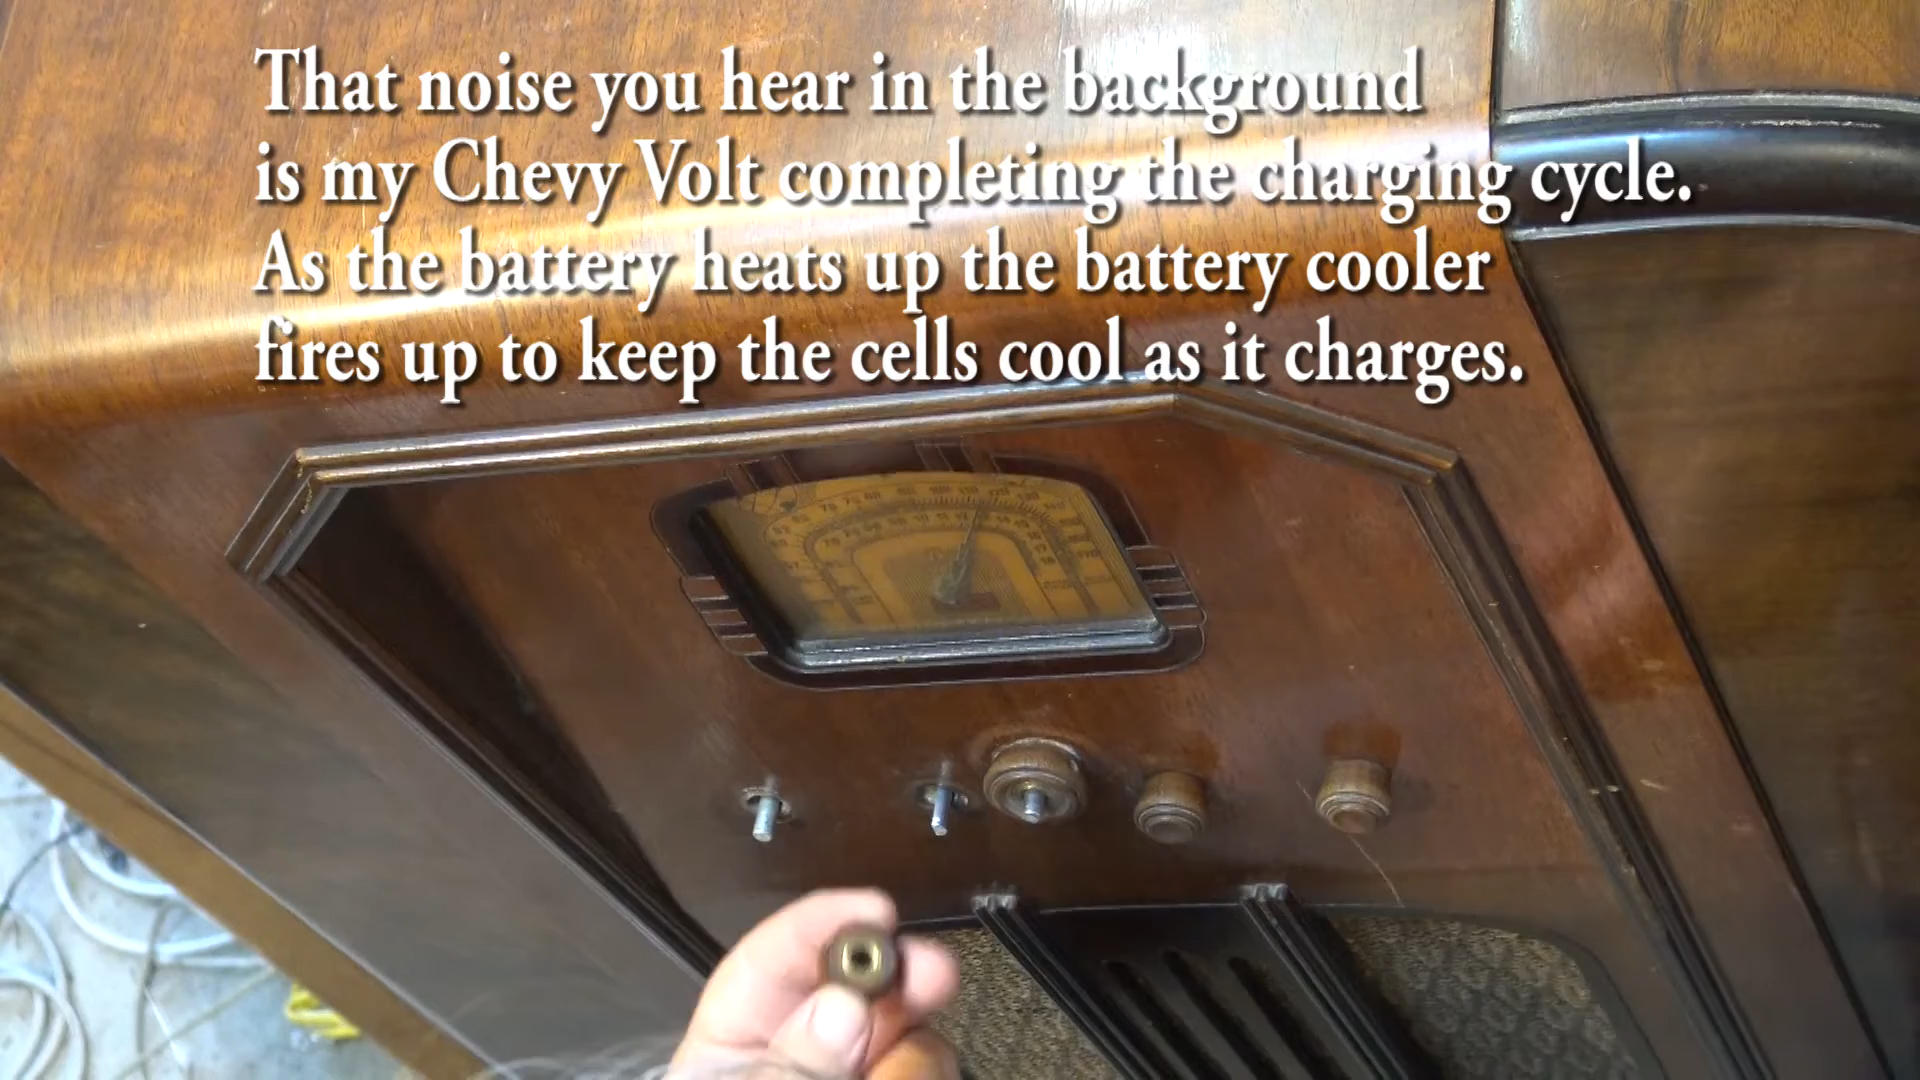 That noise you hear in the background
is my Chevy Volt completing the charging cycle.
As the battery heats up the battery cooler
fires up to keep the cells cool as it charges.